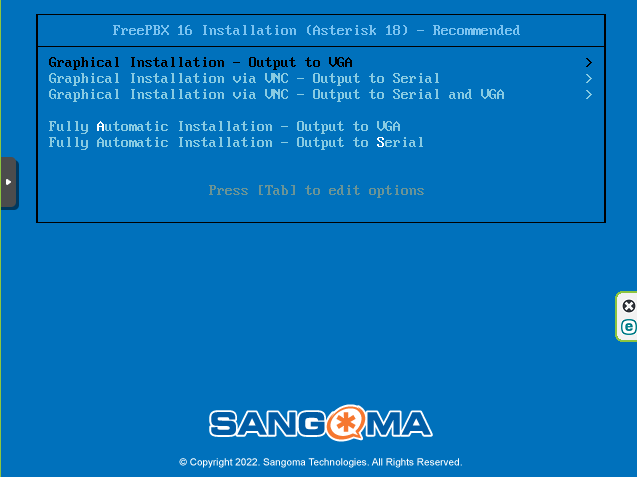 FreePBX 16 Installation (Asterisk 18) - Recommended
Graphical Installation - Output to VGA >
Graphical Installation via VNC - Output to Serial >
Graphical Installation via VNC - Output to Serial and VGA >
Fully Automatic Installation - Output to VGA
Fully Automatic Installation - Output to Serial
Press [Tab] to edit options
e
SANGOMA
© Copyright 2022. Sangoma Technologies. All Rights Reserved.